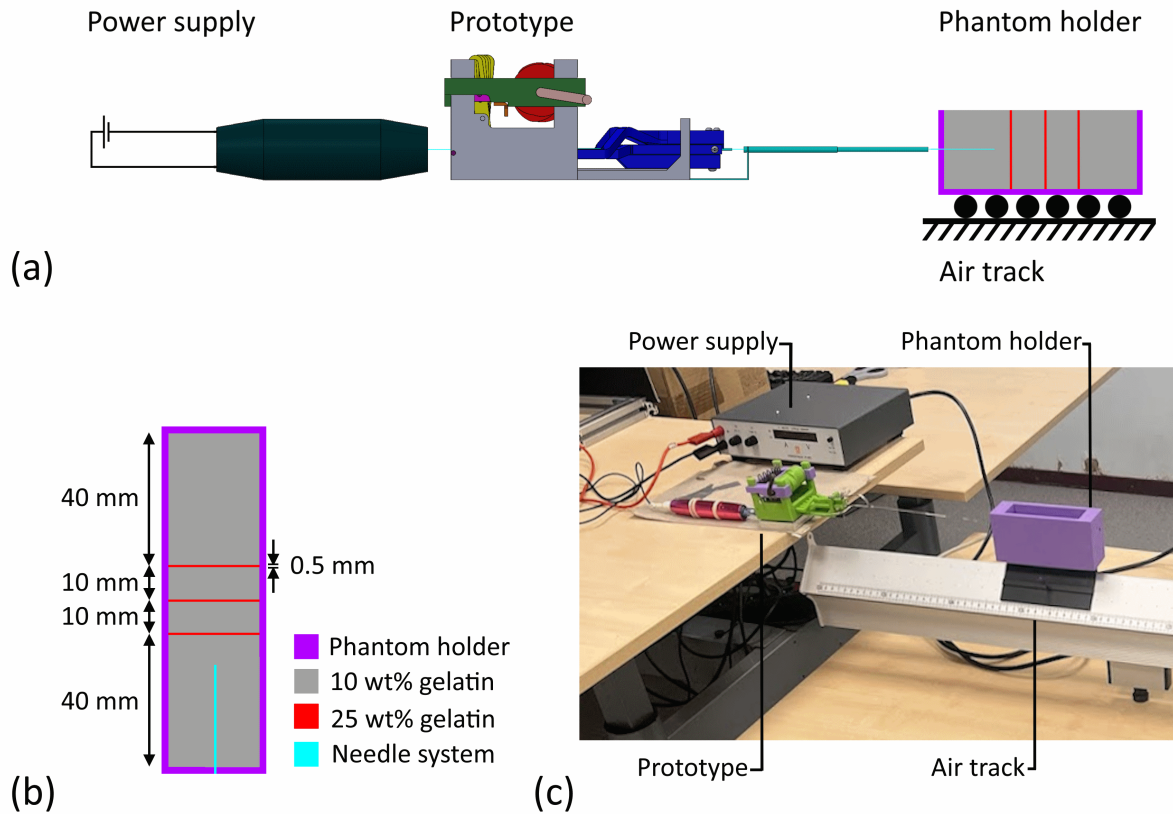 Power supply
Prototype
Phantom holder
Air track
(a)
40 mm
0.5 mm
10 mm
10 mm
40 mm
Phantom holder
10 wt% gelatin
25 wt% gelatin
Needle system
(b)
Power supply
Phantom holder
Prototype
Air track
(c)